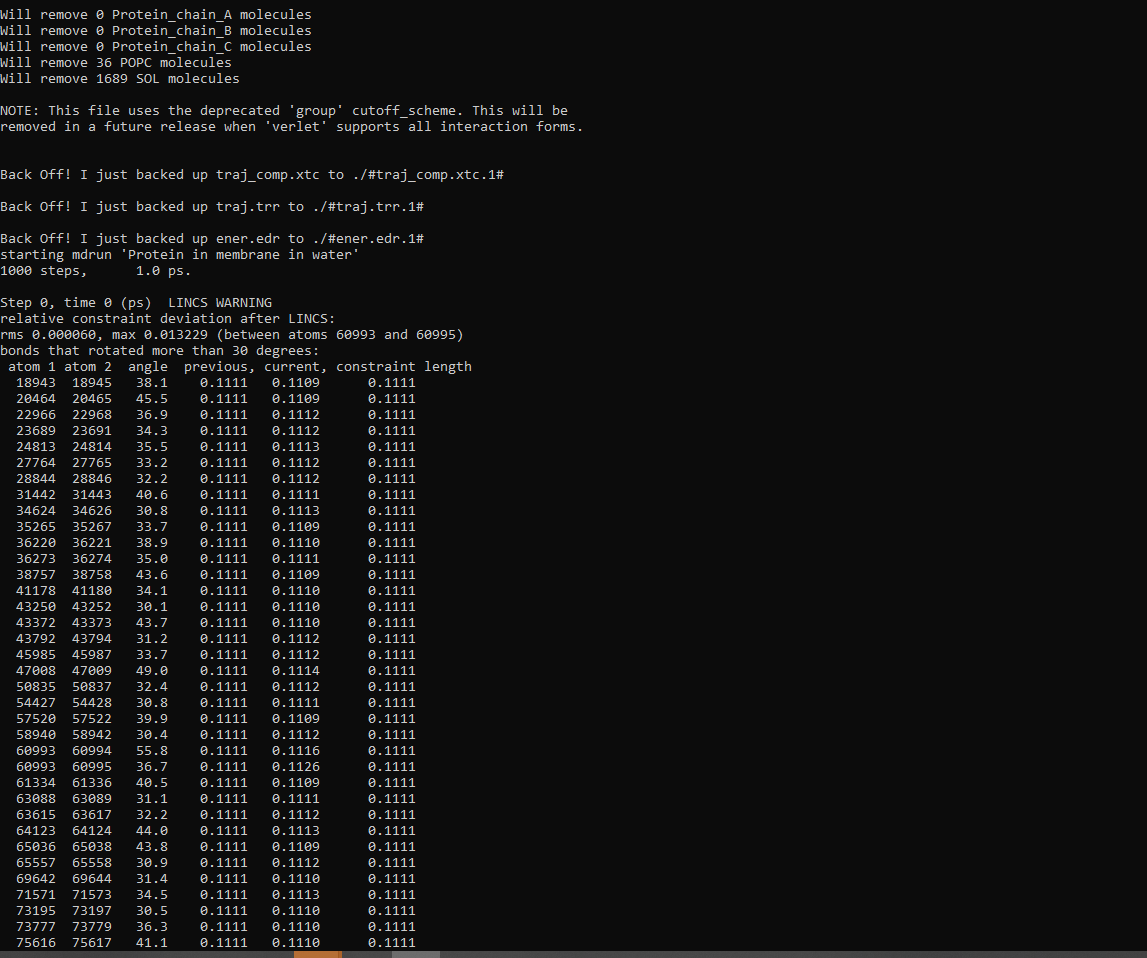 Will remove 0 Protein_chain_A molecules
Will remove 0 Protein_chain_B molecules
Will remove 0 Protein_chain_C molecules
Will remove 36 POPC molecules
Will remove 1689 SOL molecules
NOTE: This file uses the deprecated 'group' cutoff_scheme. This will be
removed in a future release when 'verlet' supports all interaction forms.
Back Off! I just backed up traj_comp.xtc to ./#traj_comp.xtc.1#
Back Off! I just backed up traj.trr to ./#traj.trr.1#
Back Off! I just backed up ener.edr to ./#ener.edr.1#
starting mdrun 'Protein in membrane in water'
1000 steps,      1.0 ps.
Step 0, time 0 (ps)  LINCS WARNING
relative constraint deviation after LINCS:
rms 0.000060, max 0.013229 (between atoms 60993 and 60995)
bonds that rotated more than 30 degrees:
 atom 1 atom 2  angle  previous, current, constraint length
  18943  18945   38.1    0.1111   0.1109      0.1111
  20464  20465   45.5    0.1111   0.1109      0.1111
  22966  22968   36.9    0.1111   0.1112      0.1111
  23689  23691   34.3    0.1111   0.1112      0.1111
  24813  24814   35.5    0.1111   0.1113      0.1111
  27764  27765   33.2    0.1111   0.1112      0.1111
  28844  28846   32.2    0.1111   0.1112      0.1111
  31442  31443   40.6    0.1111   0.1111      0.1111
  34624  34626   30.8    0.1111   0.1113      0.1111
  35265  35267   33.7    0.1111   0.1109      0.1111
  36220  36221   38.9    0.1111   0.1110      0.1111
  36273  36274   35.0    0.1111   0.1111      0.1111
  38757  38758   43.6    0.1111   0.1109      0.1111
  41178  41180   34.1    0.1111   0.1110      0.1111
  43250  43252   30.1    0.1111   0.1110      0.1111
  43372  43373   43.7    0.1111   0.1110      0.1111
  43792  43794   31.2    0.1111   0.1112      0.1111
  45985  45987   33.7    0.1111   0.1112      0.1111
  47008  47009   49.0    0.1111   0.1114      0.1111
  50835  50837   32.4    0.1111   0.1112      0.1111
  54427  54428   30.8    0.1111   0.1111      0.1111
  57520  57522   39.9    0.1111   0.1109      0.1111
  58940  58942   30.4    0.1111   0.1112      0.1111
  60993  60994   55.8    0.1111   0.1116      0.1111
  60993  60995   36.7    0.1111   0.1126      0.1111
  61334  61336   40.5    0.1111   0.1109      0.1111
  63088  63089   31.1    0.1111   0.1111      0.1111
  63615  63617   32.2    0.1111   0.1112      0.1111
  64123  64124   44.0    0.1111   0.1113      0.1111
  65036  65038   43.8    0.1111   0.1109      0.1111
  65557  65558   30.9    0.1111   0.1112      0.1111
  69642  69644   31.4    0.1111   0.1110      0.1111
  71571  71573   34.5    0.1111   0.1113      0.1111
  73195  73197   30.5    0.1111   0.1110      0.1111
  73777  73779   36.3    0.1111   0.1110      0.1111
  75616  75617   41.1    0.1111   0.1110      0.1111